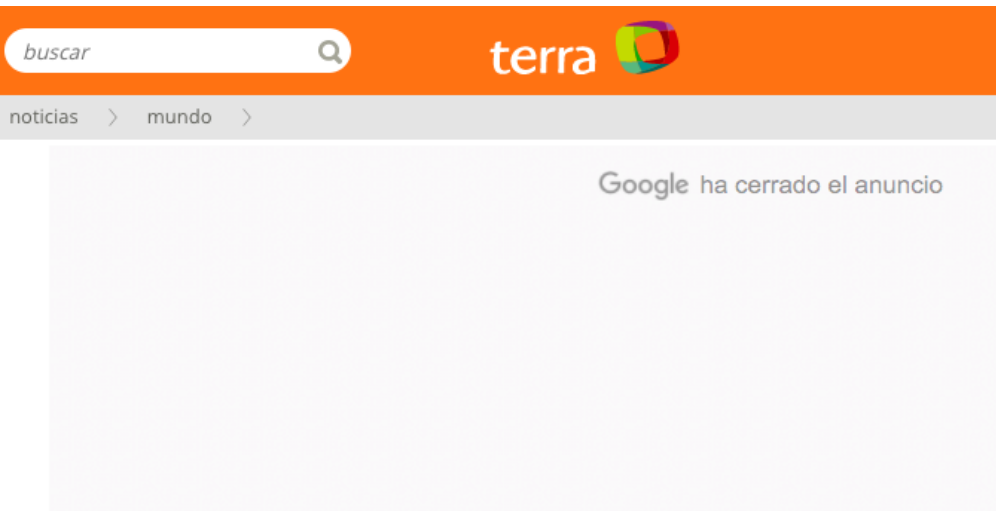 buscar
terra
noticias
mundo
Google ha cerrado el anuncio